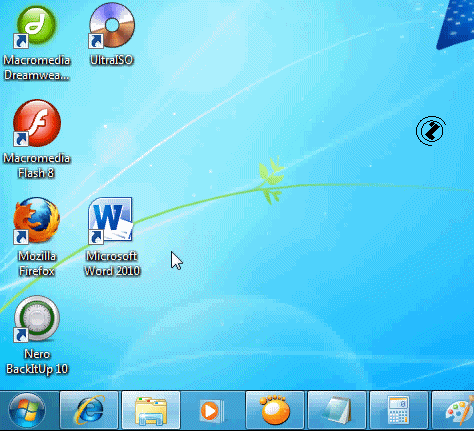 Macromedia
Dreamwea...
UltraISO
Macromedia
Flash 8
Mozilla
Firefox
Microsoft
Word 2010
Nero
BackItUp 10